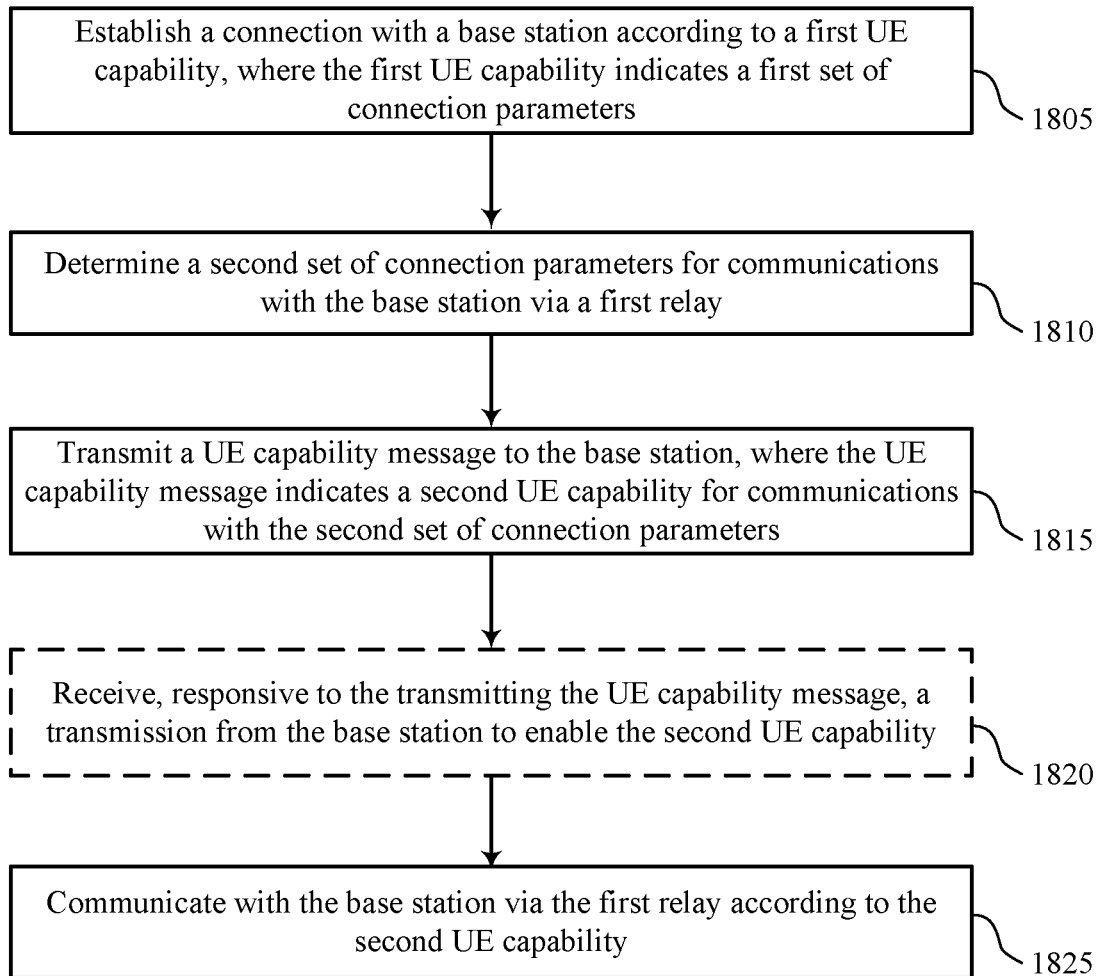 Establish a connection with a base station according to a first UE
capability, where the first UE capability indicates a first set of
connection parameters
1805
Determine a second set of connection parameters for communications
with the base station via a first relay
1810
Transmit a UE capability message to the base station, where the UE
capability message indicates a second UE capability for communications
with the second set of connection parameters
1815
Receive, responsive to the transmitting the UE capability message, a
transmission from the base station to enable the second UE capability
1820
Communicate with the base station via the first relay according to the
second UE capability
1825